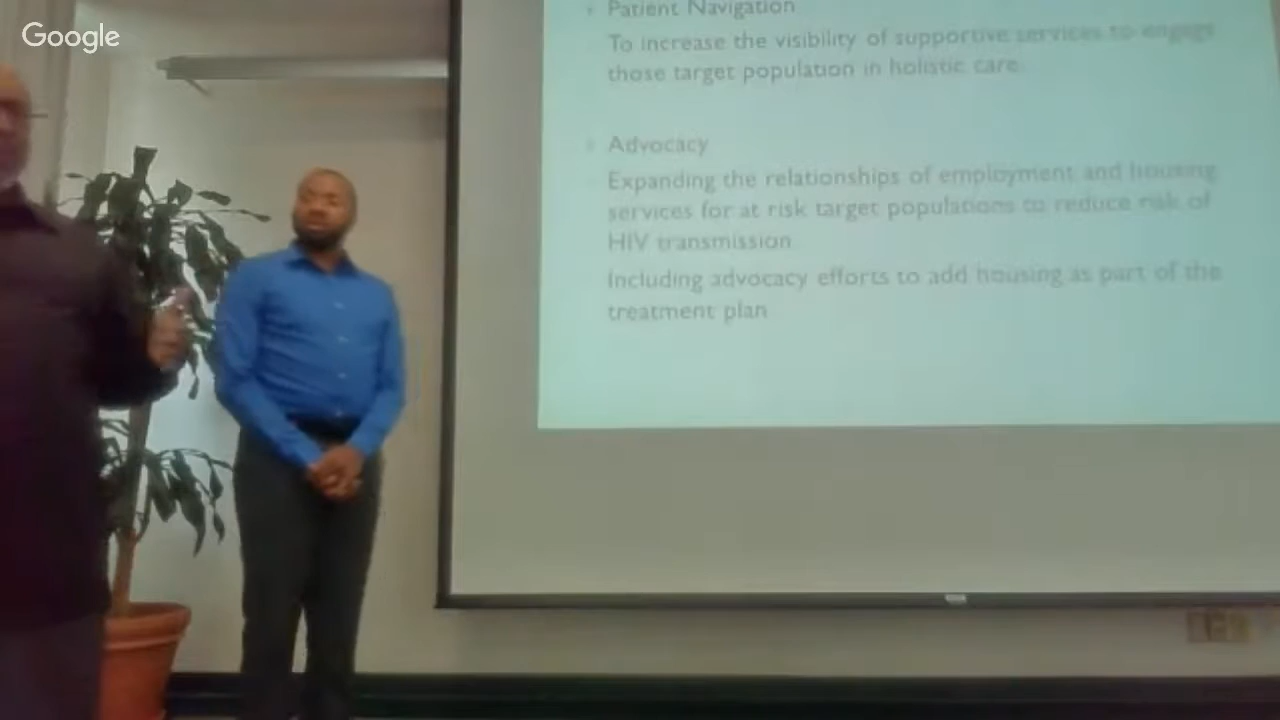 Google
Patient Navigation
To increase the visibility of supportive services to engage
those target population in holistic care.
Advocacy
Expanding the relationships of employment and housing
services for at risk target populations to reduce risk of
HIV transmission
Including advocacy efforts to add housing as part of the
treatment plan